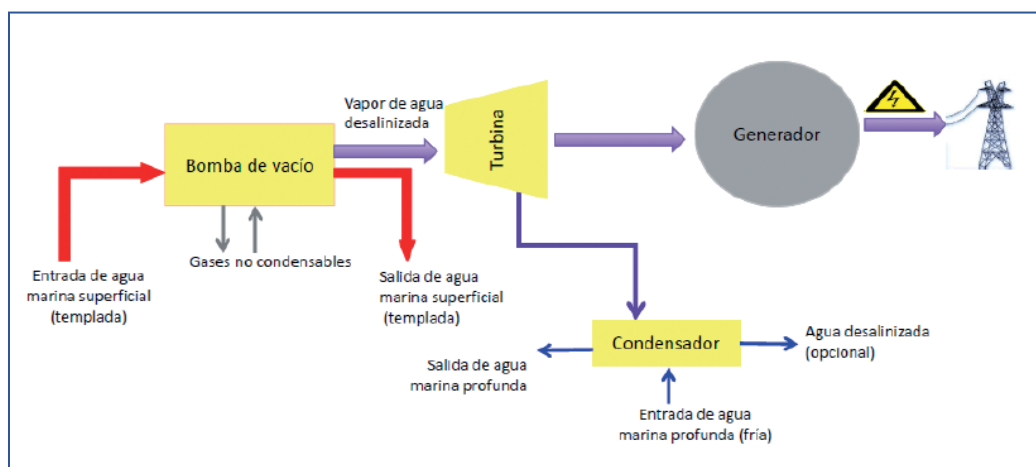 Vapor de agua
desalinizada
Turbina
Generador
Bomba de vacío
Gases no condensables
Entrada de agua
marina superficial
(templada)
Salida de agua
marina superficial
(templada)
Condensador
Agua desalinizada
(opcional)
Salida de agua
marina profunda
Entrada de agua
marina profunda (fría)